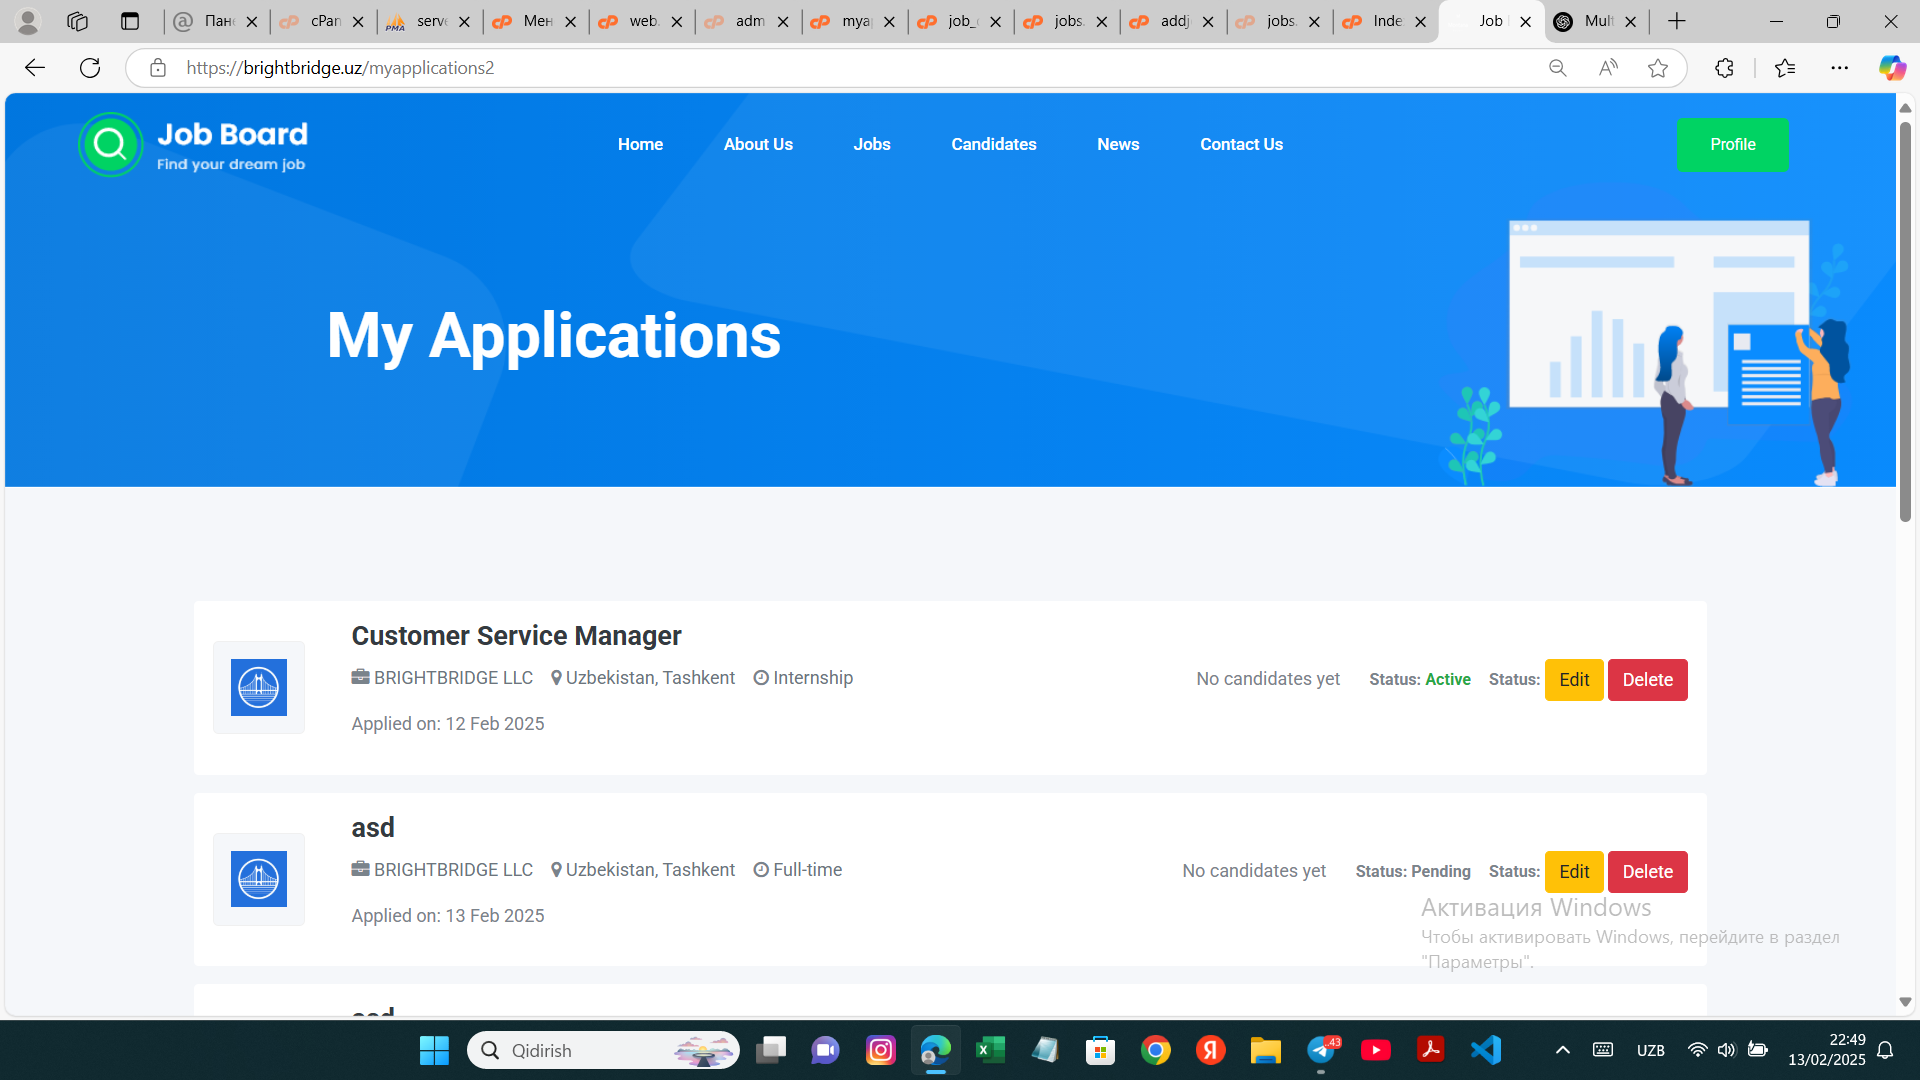 Пане
cPan
serve
Мен
web.
adm
myap
job_
jobs.
addj
jobs.
Inde
Job
Mult
https://brightbridge.uz/myapplications2
Job Board
Find your dream job
Home
About Us
Jobs
Candidates
News
Contact Us
Profile
My Applications
Customer Service Manager
BRIGHTBRIDGE LLC Uzbekistan, Tashkent Internship
No candidates yet Status: Active Status: Edit Delete
Applied on: 12 Feb 2025
asd
BRIGHTBRIDGE LLC Uzbekistan, Tashkent Full-time
No candidates yet Status: Pending Status: Edit Delete
Applied on: 13 Feb 2025
Активация Windows
Чтобы активировать Windows, перейдите в раздел
"Параметры".
Qidirish
43
UZB
22:49
13/02/2025